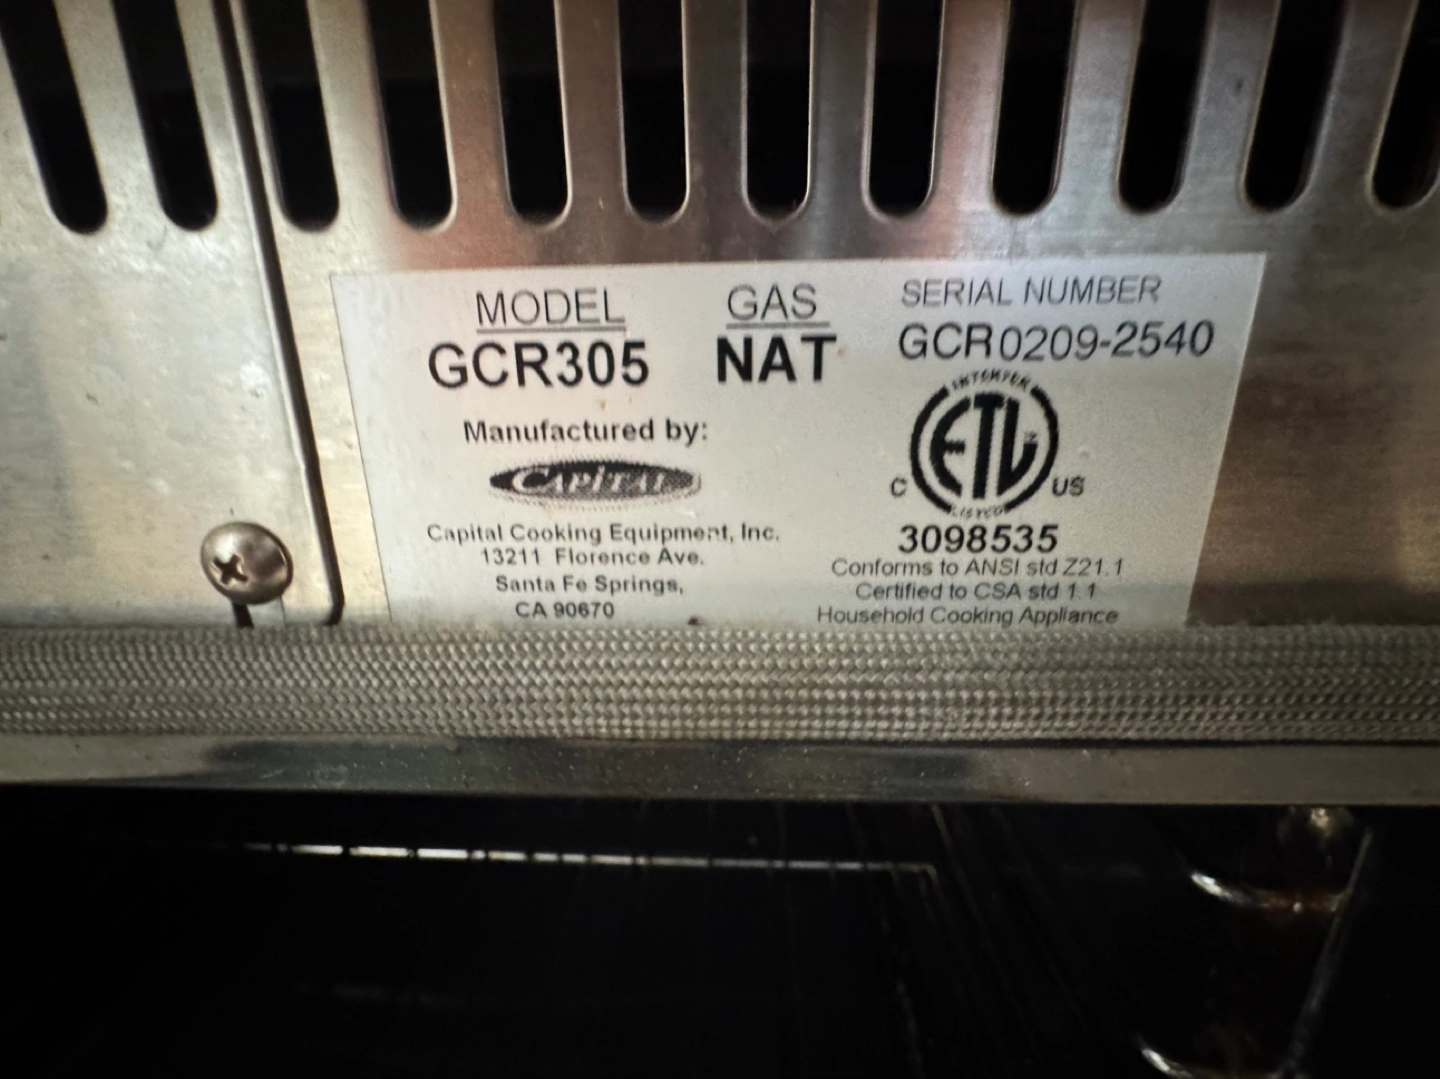 MODEL GAS SERIAL NUMBER
GCR305 NAT GCR0209-2540
Manufactured by:
CAPITAL
Capital Cooking Equipment, Inc.
13211 Florence Ave.
Santa Fe Springs,
CA 90670
INTERTEK
ETL
C US
LISTED
3098535
Conforms to ANSI std Z21.1
Certified to CSA std 1.1
Household Cooking Appliance